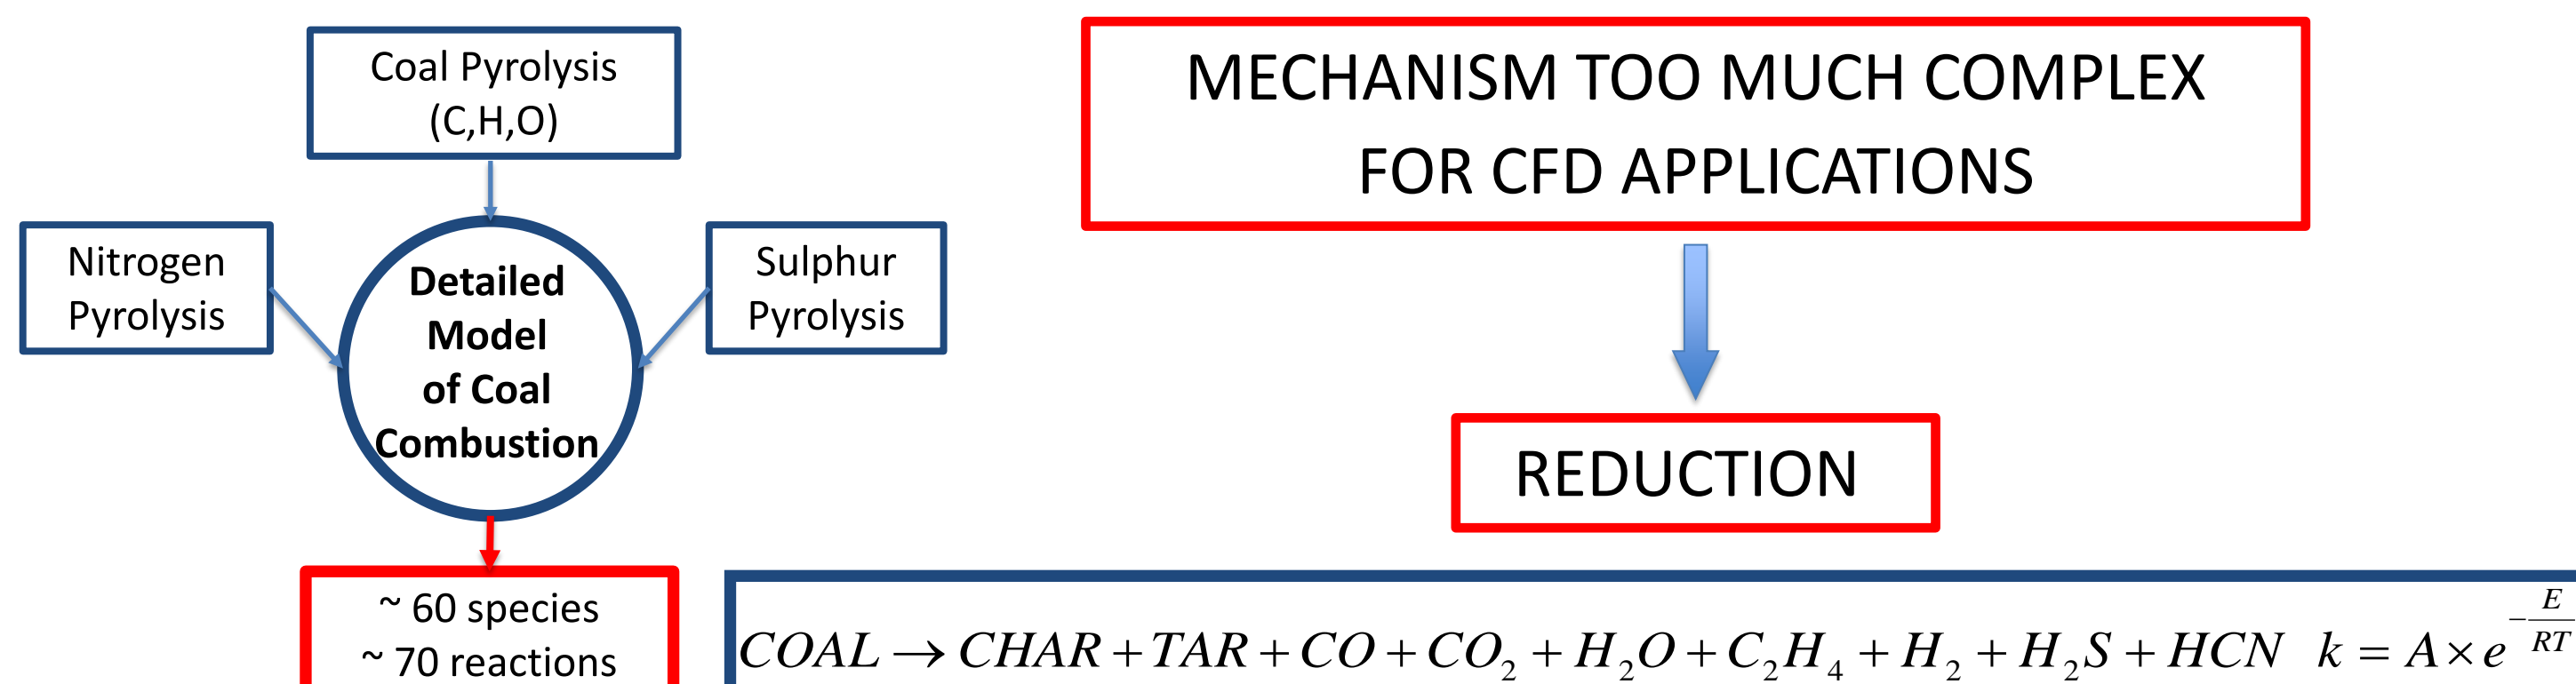 Coal Pyrolysis
(C,H,O)
Nitrogen
Pyrolysis
Detailed
Model
of Coal
Combustion
Sulphur
Pyrolysis
~ 60 species
~ 70 reactions
MECHANISM TOO MUCH COMPLEX
FOR CFD APPLICATIONS
REDUCTION
COAL → CHAR + TAR + CO + CO₂ + H₂O + C₂H₄ + H₂ + H₂S + HCN k = A × e^(-E/RT)